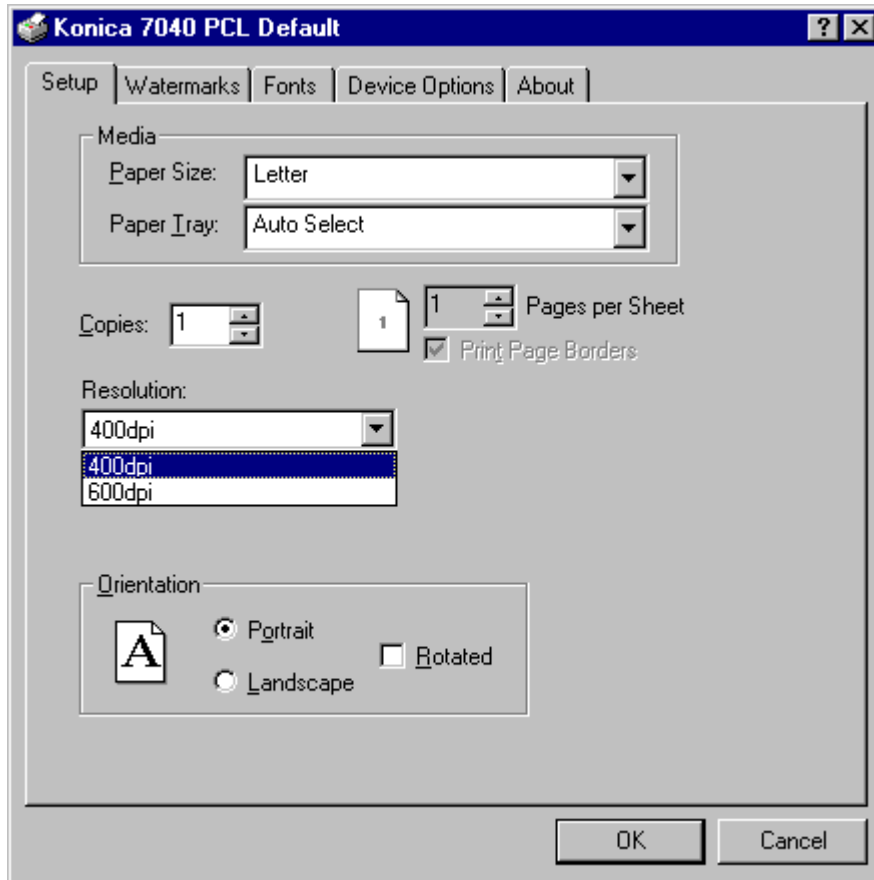 Konica 7040 PCL Default
Setup Watermarks Fonts Device Options About
Media
Paper Size: Letter
Paper Tray: Auto Select
Copies: 1 1 1 Pages per Sheet
Print Page Borders
Resolution:
400dpi
400dpi
600dpi
Orientation
A Portrait
Rotated
Landscape
OK Cancel